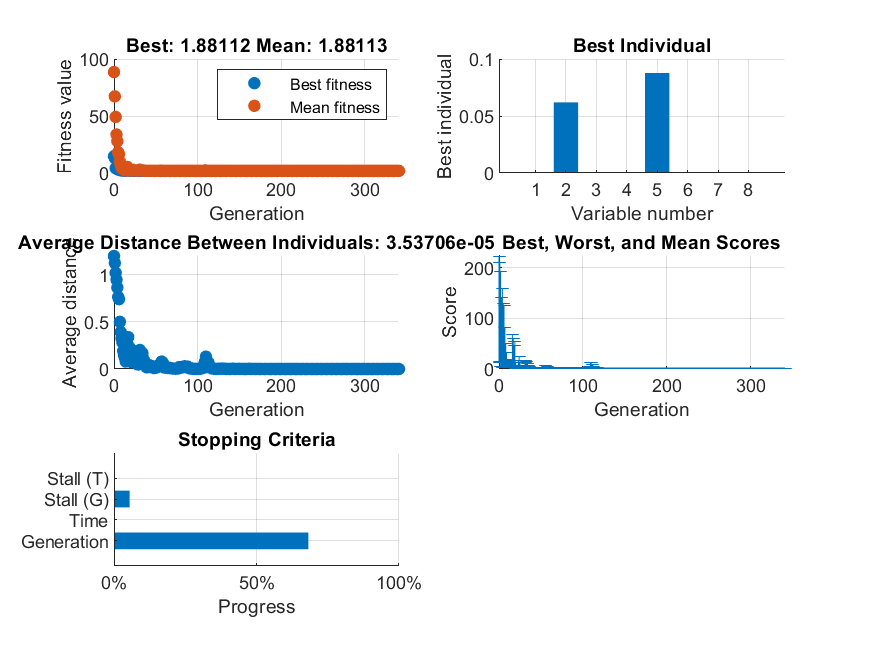 Best: 1.88112 Mean: 1.88113
100
50
0
Fitness value
Best fitness
Mean fitness
0 100 200 300
Generation
Best Individual
0.1
0.05
0
Best individual
1 2 3 4 5 6 7 8
Variable number
Average Distance Between Individuals: 3.53706e-05
1
0.5
0
Average distance
0 100 200 300
Generation
Best, Worst, and Mean Scores
200
100
0
Score
0 100 200 300
Generation
Stopping Criteria
Stall (T)
Stall (G)
Time
Generation
0% 50% 100%
Progress